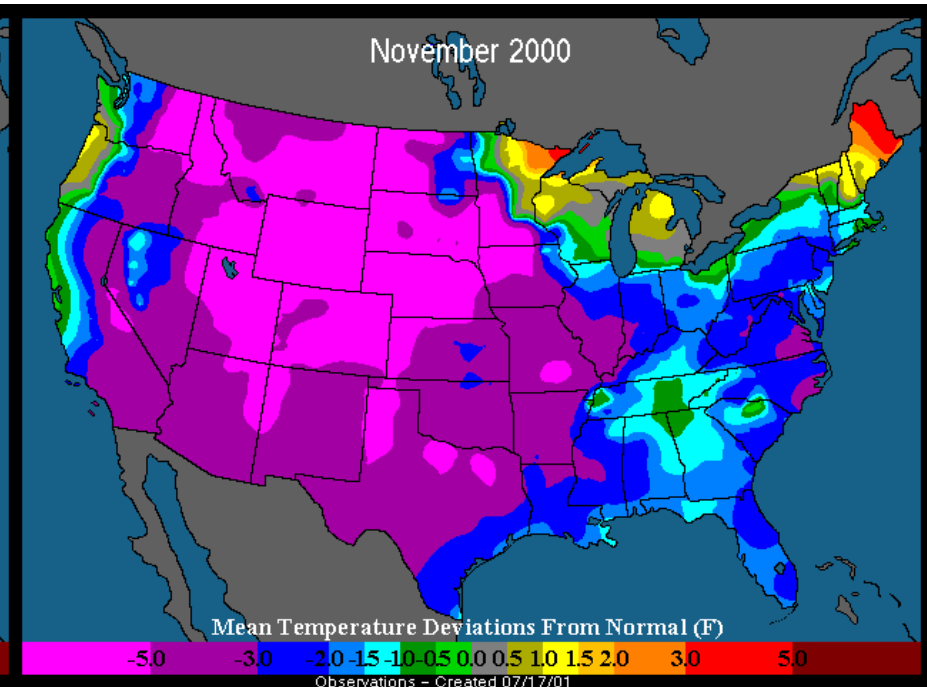 November 2000
Mean Temperature Deviations From Normal (F)
-5.0 -3.0 -2.0 -1.5 -1.0 -0.5 0.0 0.5 1.0 1.5 2.0 3.0 5.0
Observations - Created 07/17/01